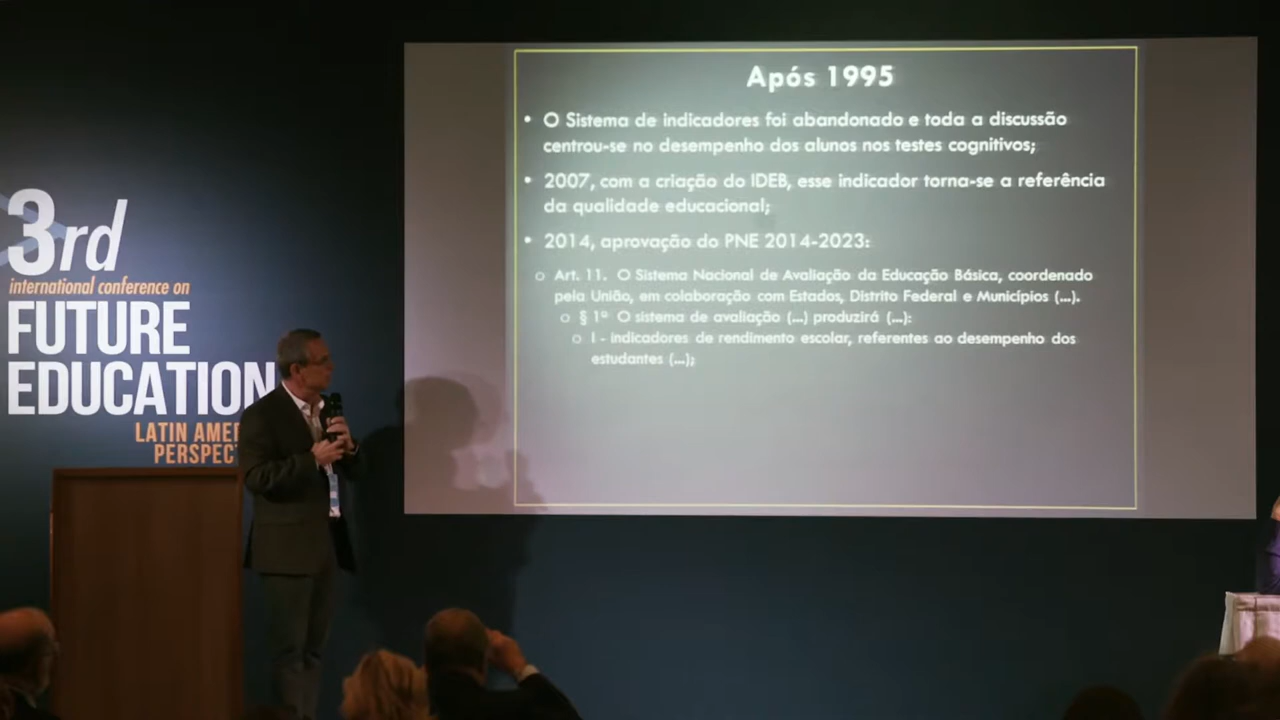 3rd
international conference on
FUTURE
EDUCATION
LATIN
Após 1995
• O Sistema de indicadores foi abandonado e toda a discussão
centrou-se no desempenho dos alunos nos testes cognitivos;
• 2007, com a criação do IDEB, esse indicador torna-se a referência
da qualidade educacional;
• 2014, aprovação do PNE 2014-2023:
o Art. 11. O Sistema Nacional de Avaliação da Educação Básica, coordenado
pela União, em colaboração com Estados, Distrito Federal e Municípios (...).
o § 1º O sistema de avaliação (...) produzirá (...):
o I - indicadores de rendimento escolar, referentes ao desempenho dos
estudantes (...);